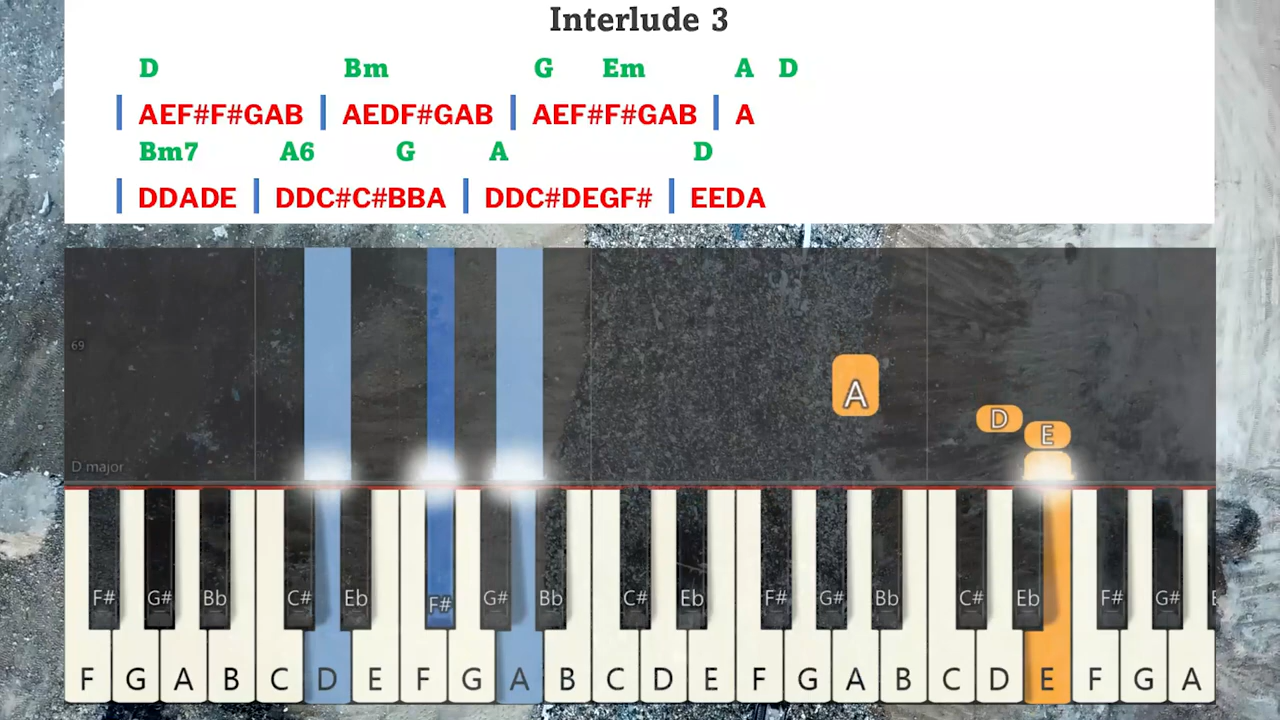 Interlude 3
D Bm G Em A D
| AEF#F#GAB | AEDF#GAB | AEF#F#GAB | A
Bm7 A6 G A D
| DDADE | DDC#C#BBA | DDC#DEGF# | EEDA
69
A
D
E
D major
F# G# Bb C# Eb F# G# Bb C# Eb F# G# Bb C# Eb F# G#
F G A B C D E F G A B C D E F G A B C D E F G A